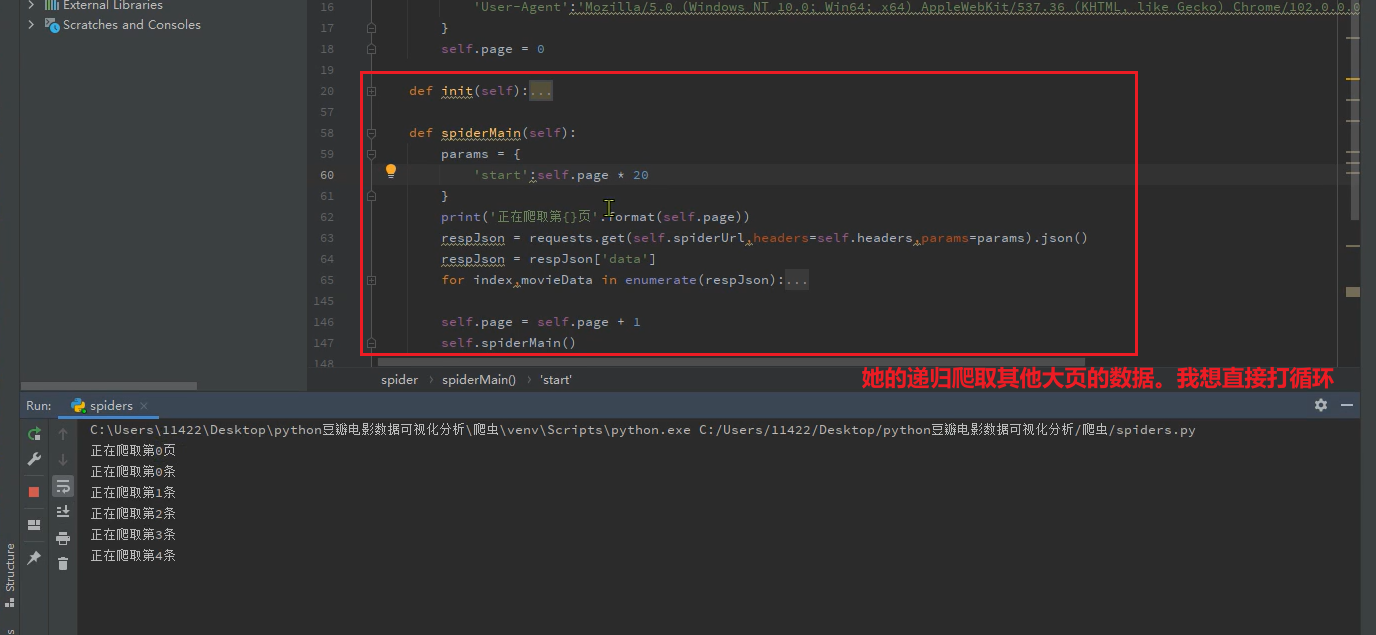 External Libraries
Scratches and Consoles
16 'User-Agent':'Mozilla/5.0 (Windows NT 10.0; Win64; x64) AppleWebKit/537.36 (KHTML, like Gecko) Chrome/102.0.0.0
17 }
18 self.page = 0
19
20 def init(self):...
57
58 def spiderMain(self):
59 params = {
60 'start':self.page * 20
61 }
62 print('正在爬取第{}页'.format(self.page))
63 respJson = requests.get(self.spiderUrl,headers=self.headers,params=params).json()
64 respJson = respJson['data']
65 for index,movieData in enumerate(respJson):...
145
146 self.page = self.page + 1
147 self.spiderMain()
148
spider › spiderMain() › 'start'
她的递归爬取其他大页的数据。我想直接打循环
Run: spiders
C:\Users\11422\Desktop\python豆瓣电影数据可视化分析\爬虫\venv\Scripts\python.exe C:/Users/11422/Desktop/python豆瓣电影数据可视化分析/爬虫/spiders.py
正在爬取第0页
正在爬取第0条
正在爬取第1条
正在爬取第2条
正在爬取第3条
正在爬取第4条
Structure